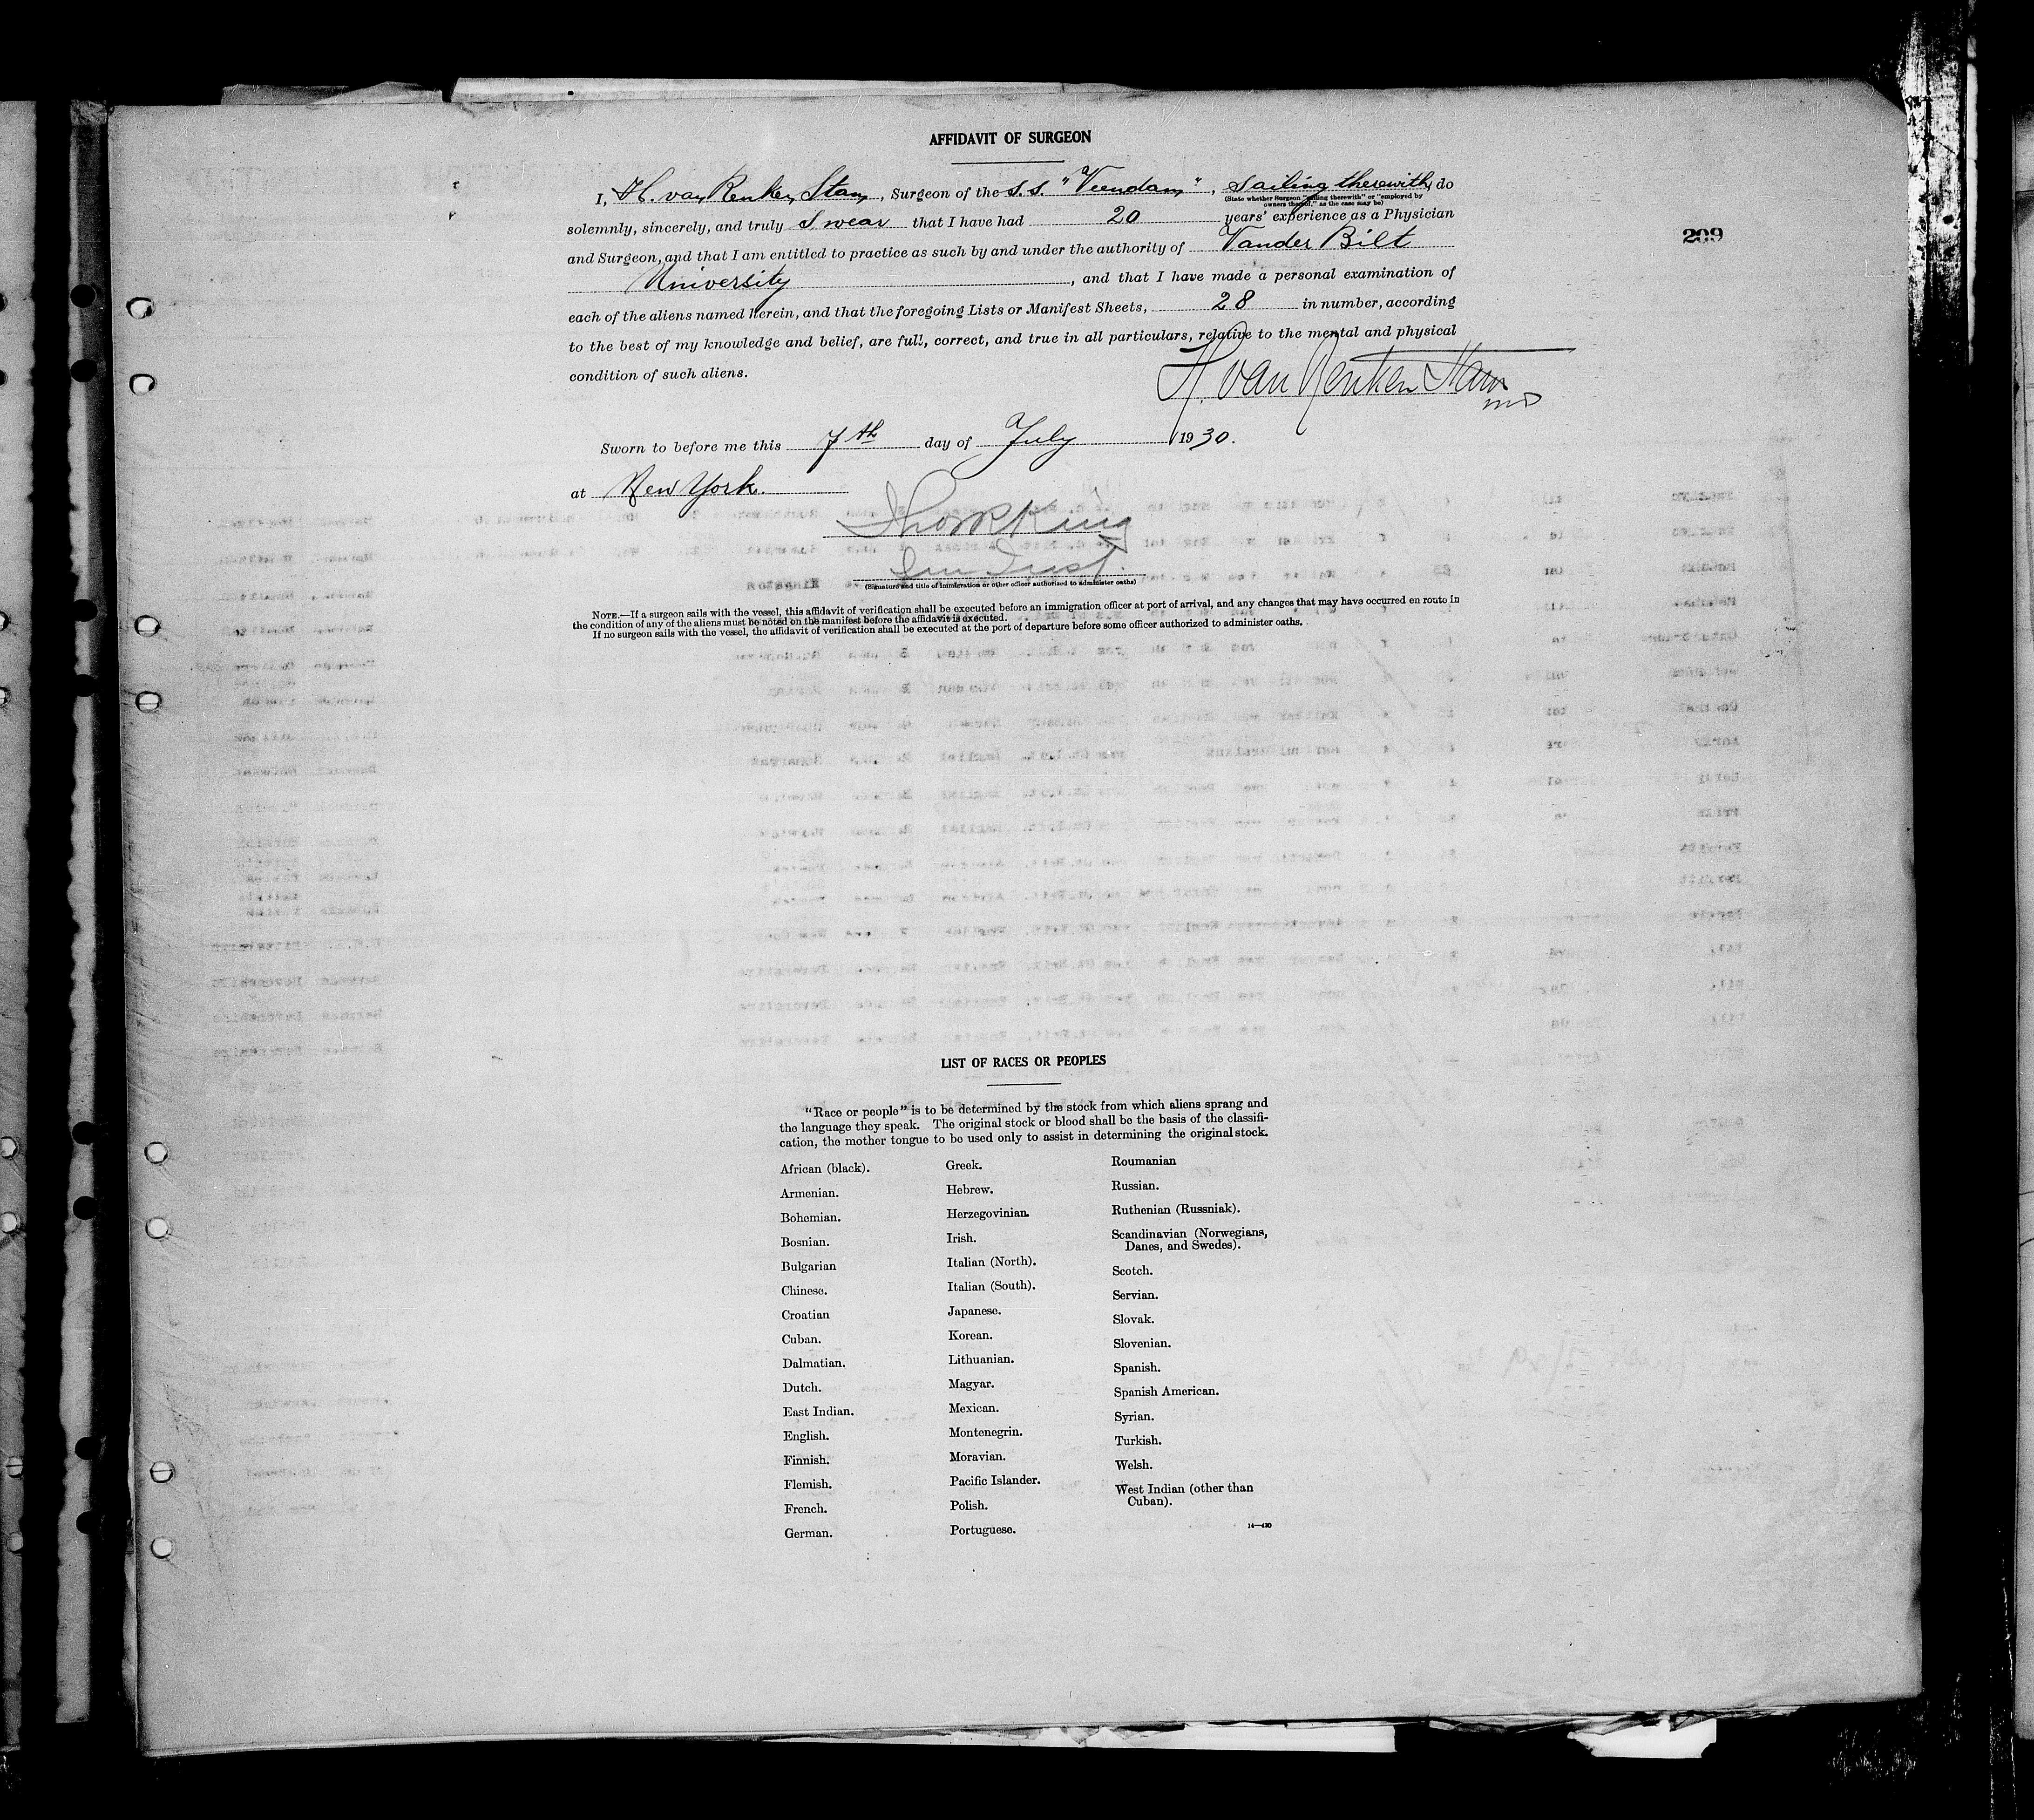 AFFIDAVIT OF SURGEON
I, H. van Renken Stam, Surgeon of the s.s. "Veendam", sailing therewith, do
(State whether Surgeon "sailing therewith" or "employed by
owners thereof," as the case may be)
solemnly, sincerely, and truly swear that I have had 20 years' experience as a Physician
and Surgeon, and that I am entitled to practice as such by and under the authority of Vander Bilt
209
University, and that I have made a personal examination of
each of the aliens named herein, and that the foregoing Lists or Manifest Sheets, 28 in number, according
to the best of my knowledge and belief, are full, correct, and true in all particulars, relative to the mental and physical
condition of such aliens.
H. van Renken Stam
MD
Sworn to before me this 7th day of July 1930.
at New York.
(Signature and title of immigration or other officer authorized to administer oaths)
NOTE.—If a surgeon sails with the vessel, this affidavit of verification shall be executed before an immigration officer at port of arrival, and any changes that may have occurred en route in
the condition of any of the aliens must be noted on the manifest before the affidavit is executed.
If no surgeon sails with the vessel, the affidavit of verification shall be executed at the port of departure before some officer authorized to administer oaths.
LIST OF RACES OR PEOPLES
"Race or people" is to be determined by the stock from which aliens sprang and
the language they speak. The original stock or blood shall be the basis of the classifi-
cation, the mother tongue to be used only to assist in determining the original stock.
African (black).
Armenian.
Bohemian.
Bosnian.
Bulgarian
Chinese.
Croatian
Cuban.
Dalmatian.
Dutch.
East Indian.
English.
Finnish.
Flemish.
French.
German.
Greek.
Hebrew.
Herzegovinian.
Irish.
Italian (North).
Italian (South).
Japanese.
Korean.
Lithuanian.
Magyar.
Mexican.
Montenegrin.
Moravian.
Pacific Islander.
Polish.
Portuguese.
Roumanian
Russian.
Ruthenian (Russniak).
Scandinavian (Norwegians,
Danes, and Swedes).
Scotch.
Servian.
Slovak.
Slovenian.
Spanish.
Spanish American.
Syrian.
Turkish.
Welsh.
West Indian (other than
Cuban).
14—430